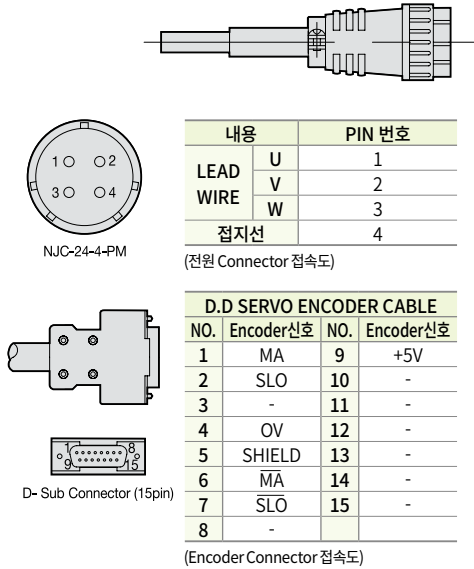 1 2
3 4
NJC-24-4-PM
내용 PIN 번호
LEAD WIRE U 1
V 2
W 3
접지선 4
(전원 Connector 접속도)
D.D SERVO ENCODER CABLE
NO. Encoder신호 NO. Encoder신호
1 MA 9 +5V
2 SLO 10 -
3 - 11 -
4 OV 12 -
5 SHIELD 13 -
6 M̅A̅ 14 -
7 S̅L̅O̅ 15 -
8 -
1 8
9 15
D- Sub Connector (15pin)
(Encoder Connector 접속도)